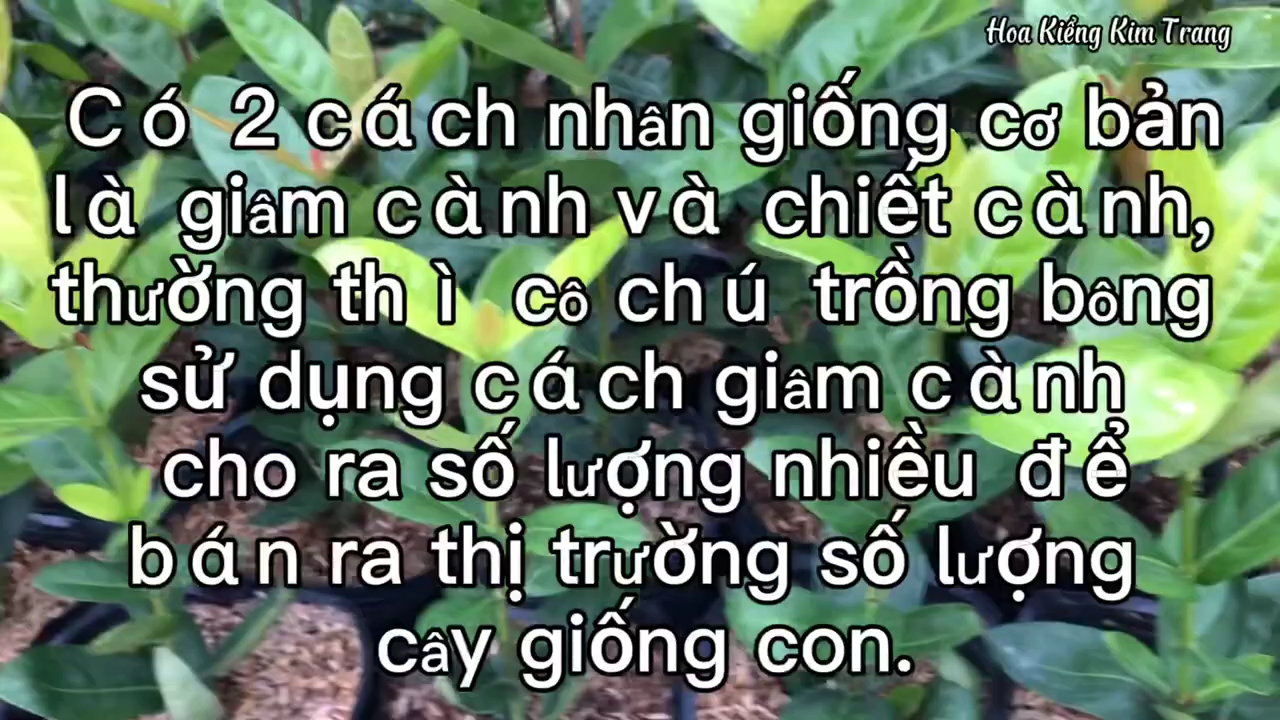 Hoa Kiểng Kim Trang
Có 2 cách nhân giống cơ bản
là giâm cành và chiết cành,
thường thì cô chú trồng bông
sử dụng cách giâm cành
cho ra số lượng nhiều để
bán ra thị trường số lượng
cây giống con.